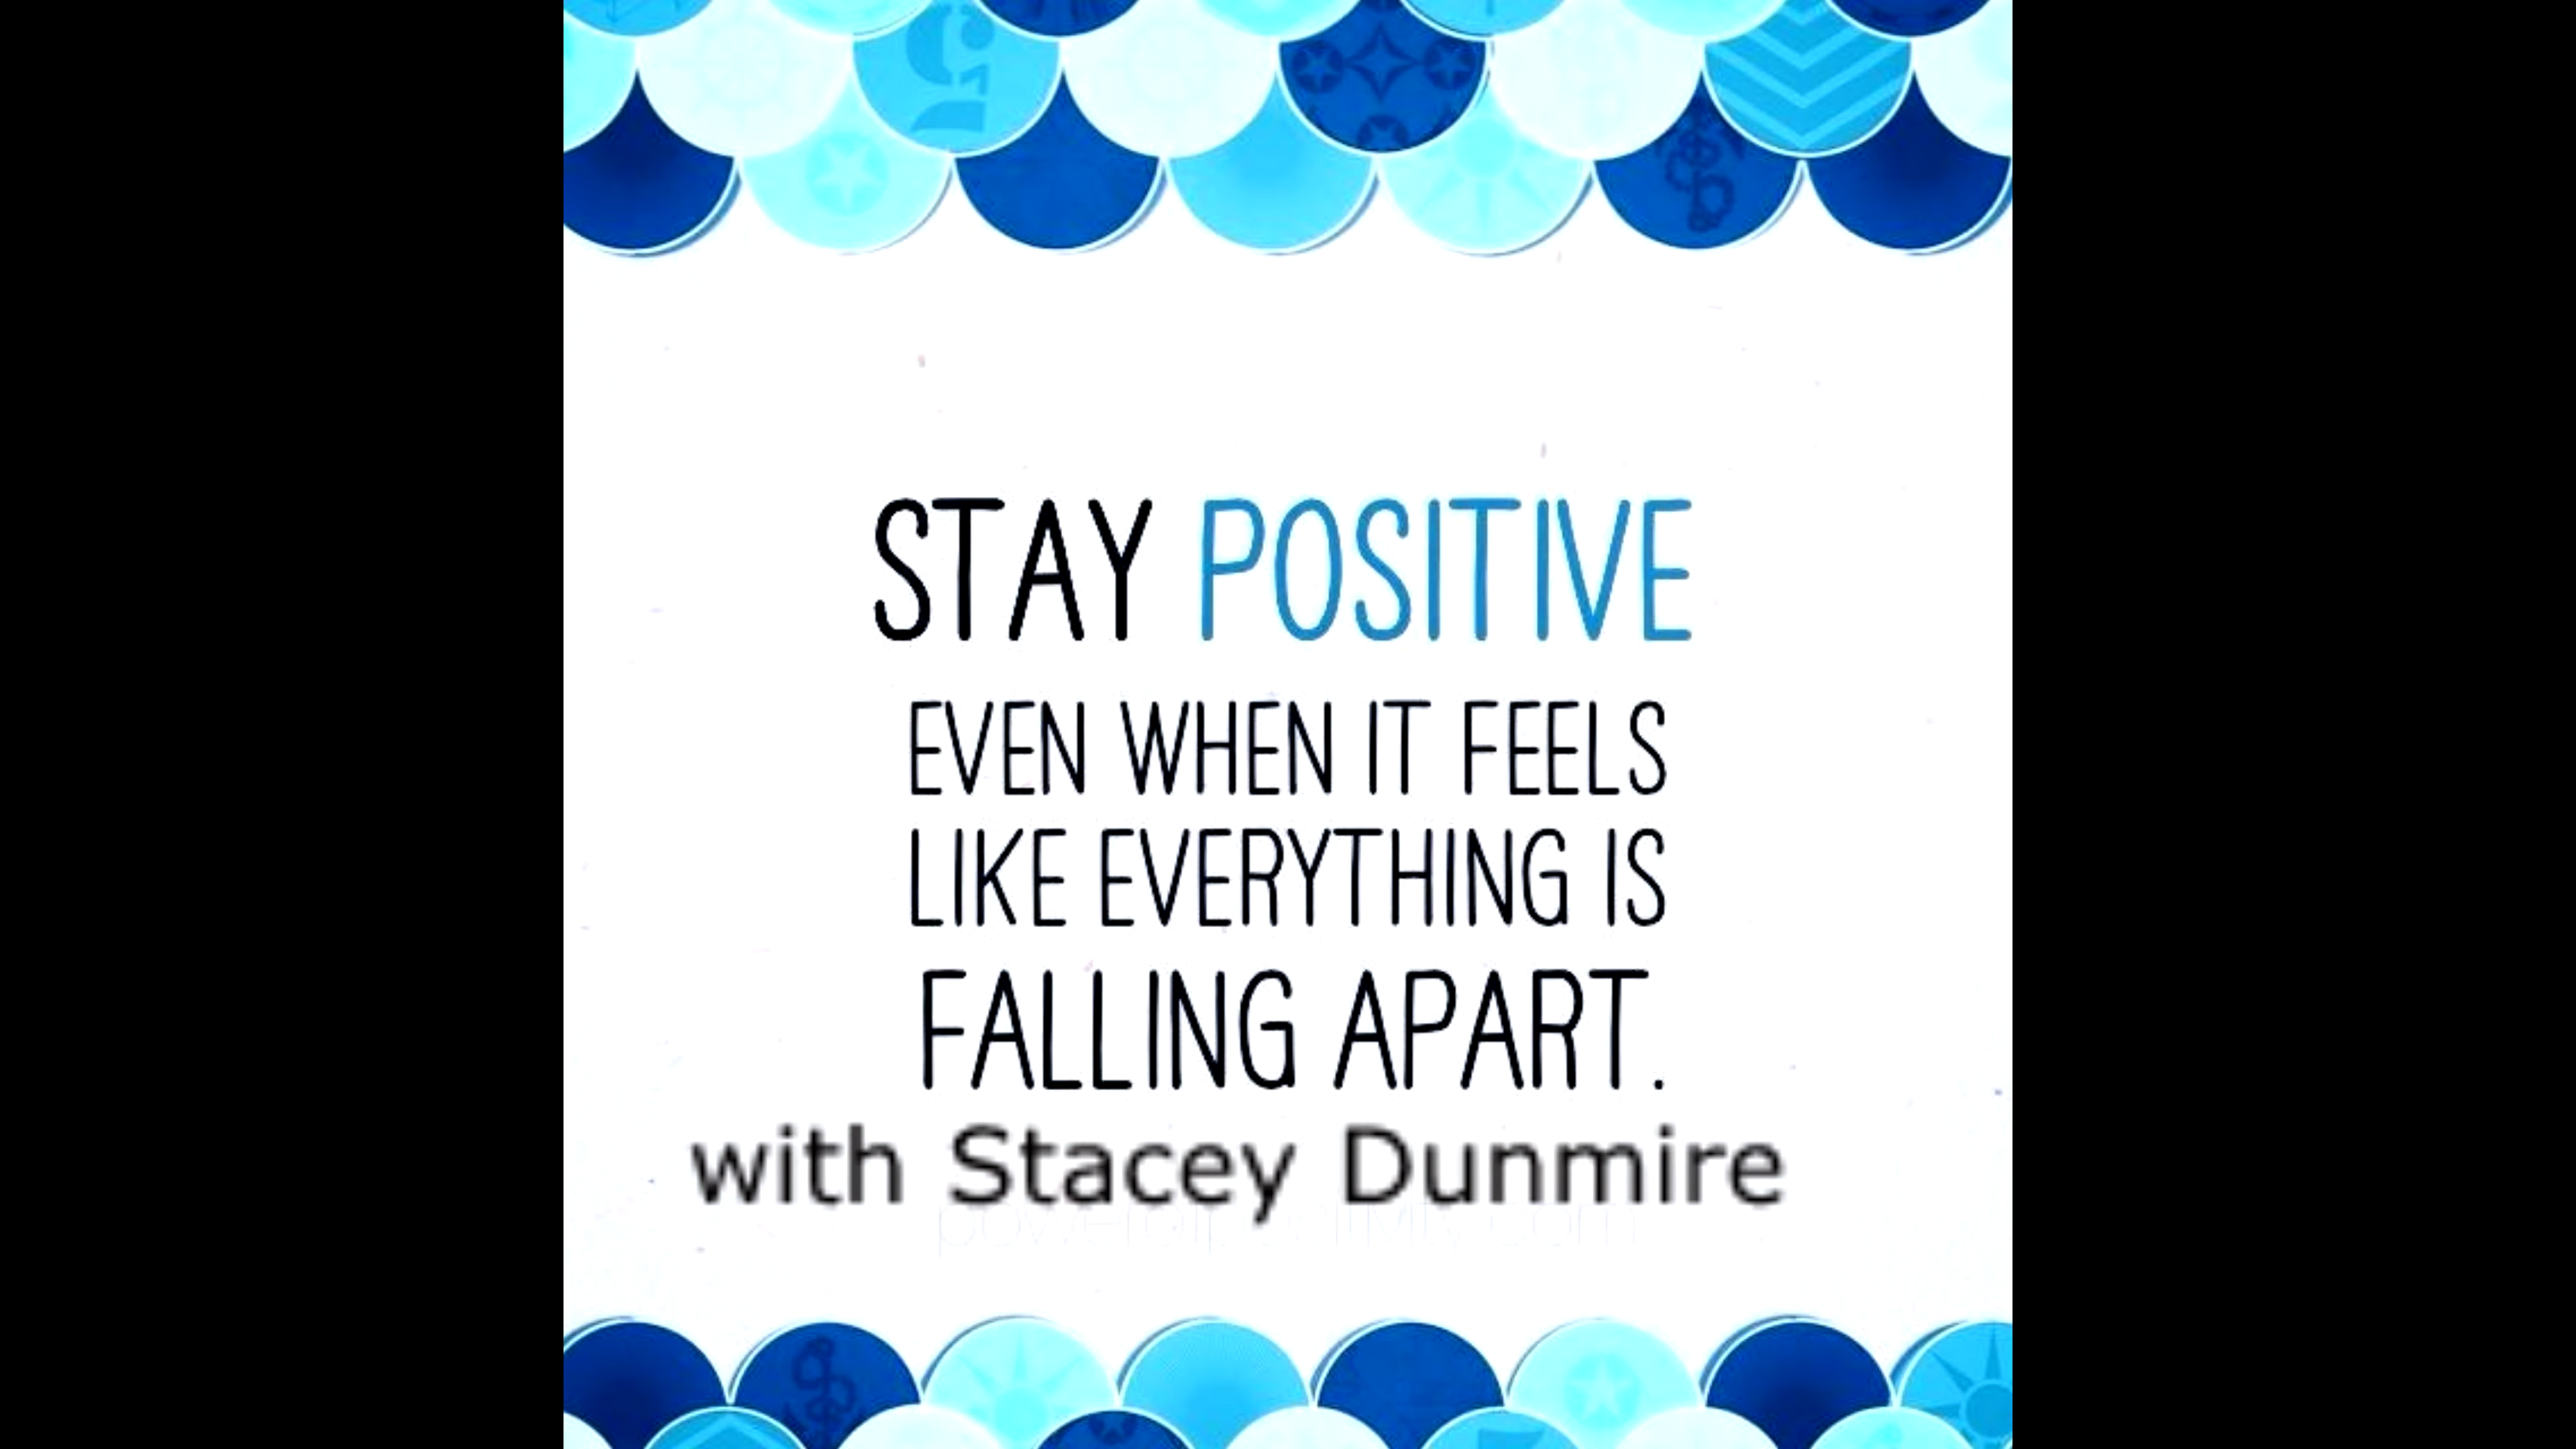 STAY POSITIVE
EVEN WHEN IT FEELS
LIKE EVERYTHING IS
FALLING APART.
with Stacey Dunmire